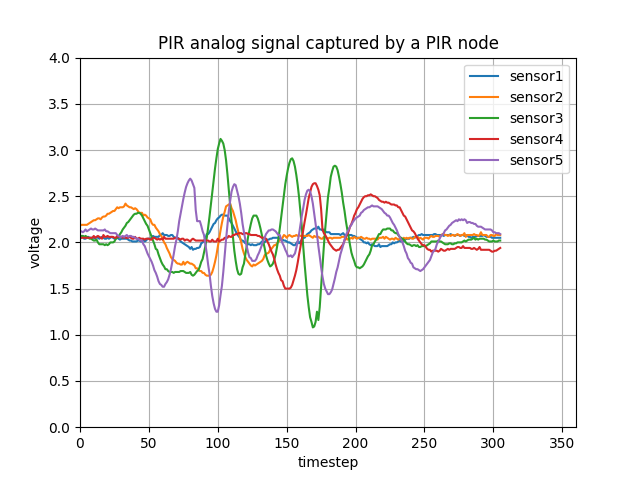 PIR analog signal captured by a PIR node
sensor1
sensor2
sensor3
sensor4
sensor5
4.0
3.5
3.0
2.5
2.0
1.5
1.0
0.5
0.0
voltage
0 50 100 150 200 250 300 350
timestep